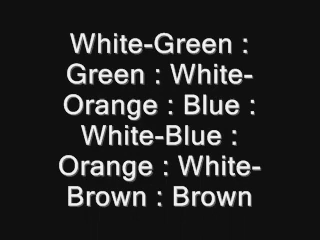 White-Green :
Green : White-
Orange : Blue :
White-Blue :
Orange : White-
Brown : Brown